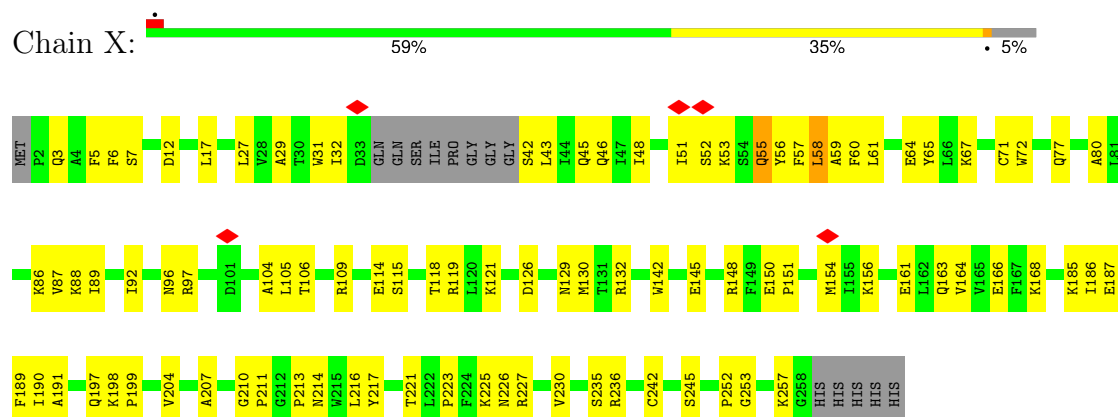 Chain X:
•
59% 35% • 5%
MET P2 Q3 A4 F5 F6 S7 D12 L17 L27 V28 A29 T30 W31 I32 D33 GLN GLN SER ILE PRO GLY GLY GLY S42 L43 I44 Q45 Q46 I47 I48 I51 S52 K53 S54 Q55 Y56 F57 L58 A59 F60 L61 E64 Y65 L66 K67 C71 W72 Q77 A80 L81
K86 V87 K88 I89 I92 N96 R97 D101 A104 L105 T106 R109 E114 S115 T118 R119 L120 K121 D126 N129 M130 T131 R132 W142 E145 R148 F149 E150 P151 M154 I155 K156 E161 L162 Q163 V164 V165 E166 F167 K168 K185 I186 E187
F189 I190 A191 Q197 K198 P199 V204 A207 G210 P211 G212 P213 N214 W215 L216 Y217 T221 L222 P223 F224 K225 N226 R227 V230 S235 R236 C242 S245 P252 G253 K257 G258 HIS HIS HIS HIS HIS